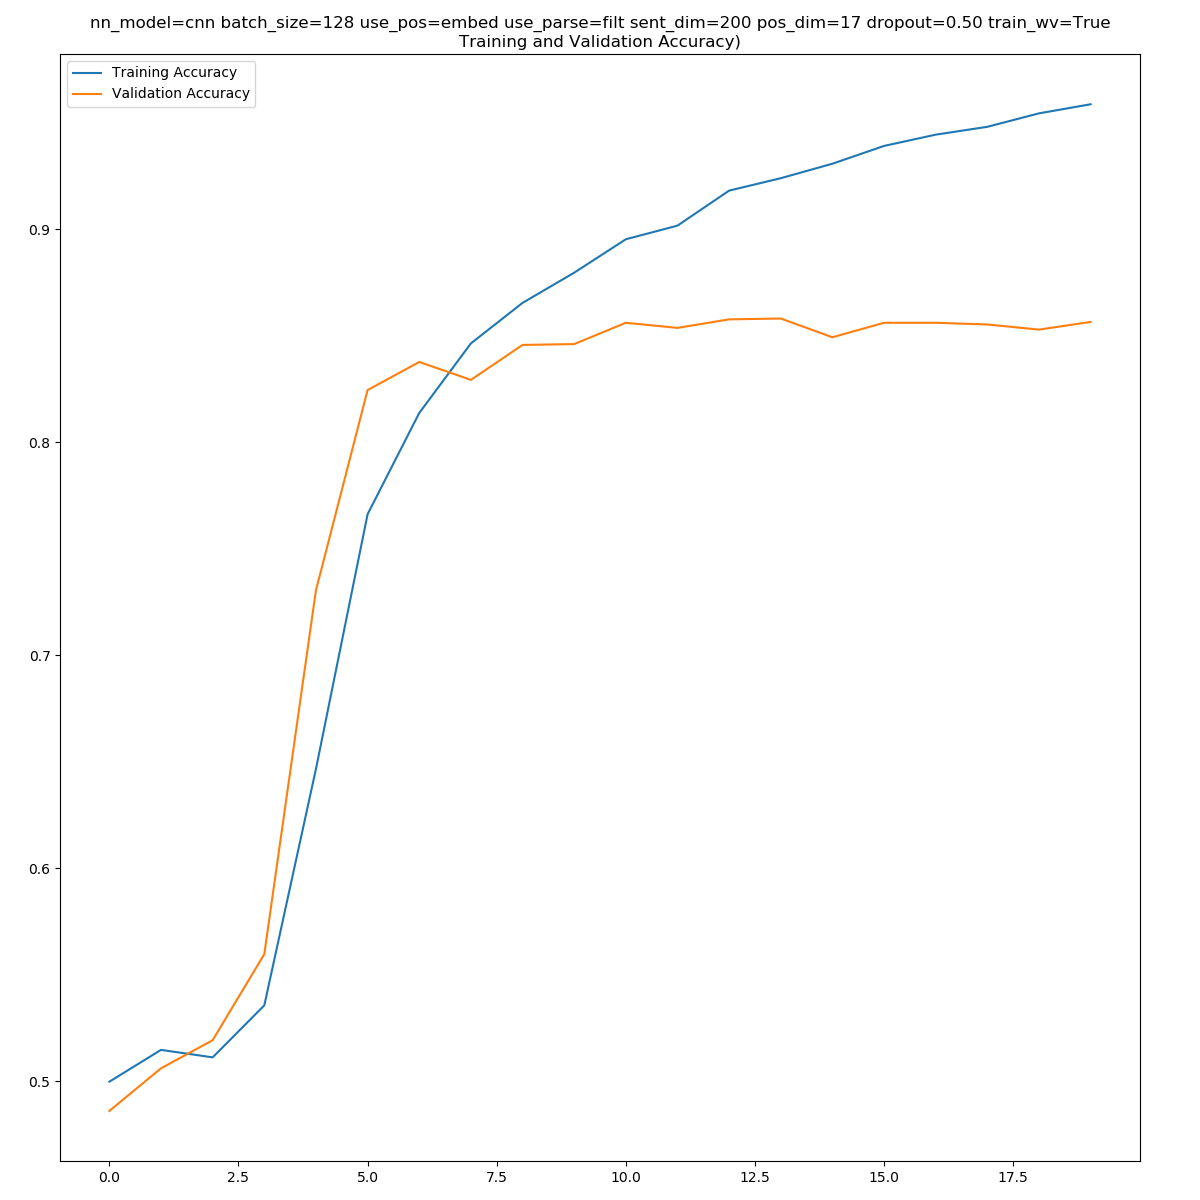 nn_model=cnn batch_size=128 use_pos=embed use_parse=filt sent_dim=200 pos_dim=17 dropout=0.50 train_wv=True
Training and Validation Accuracy)
Training Accuracy
Validation Accuracy
0.9
0.8
0.7
0.6
0.5
0.0 2.5 5.0 7.5 10.0 12.5 15.0 17.5